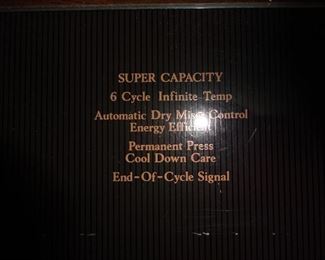 SUPER CAPACITY
6 Cycle Infinite Temp
Automatic Dry Control
Energy Efficient
Permanent Press
Cool Down Care
End-Of-Cycle Signal